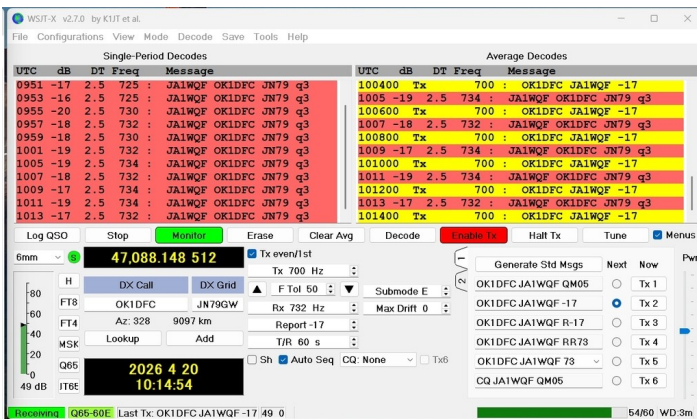 WSJT-X v2.7.0 by K1JT et al.
File Configurations View Mode Decode Save Tools Help
Single-Period Decodes
UTC dB DT Freq Message
0951 -17 2.5 725 : JA1WQF OK1DFC JN79 q3
0953 -16 2.5 725 : JA1WQF OK1DFC JN79 q3
0955 -20 2.5 730 : JA1WQF OK1DFC JN79 q3
0957 -18 2.5 732 : JA1WQF OK1DFC JN79 q3
0959 -18 2.5 730 : JA1WQF OK1DFC JN79 q3
1001 -19 2.5 732 : JA1WQF OK1DFC JN79 q3
1005 -19 2.5 734 : JA1WQF OK1DFC JN79 q3
1007 -18 2.5 732 : JA1WQF OK1DFC JN79 q3
1009 -17 2.5 734 : JA1WQF OK1DFC JN79 q3
1011 -19 2.5 734 : JA1WQF OK1DFC JN79 q3
1013 -17 2.5 732 : JA1WQF OK1DFC JN79 q3
Average Decodes
UTC dB DT Freq Message
100400 Tx 700 : OK1DFC JA1WQF -17
1005 -19 2.5 734 : JA1WQF OK1DFC JN79 q3
100600 Tx 700 : OK1DFC JA1WQF -17
1007 -18 2.5 732 : JA1WQF OK1DFC JN79 q3
100800 Tx 700 : OK1DFC JA1WQF -17
1009 -17 2.5 734 : JA1WQF OK1DFC JN79 q3
101000 Tx 700 : OK1DFC JA1WQF -17
1011 -19 2.5 734 : JA1WQF OK1DFC JN79 q3
101200 Tx 700 : OK1DFC JA1WQF -17
1013 -17 2.5 732 : JA1WQF OK1DFC JN79 q3
101400 Tx 700 : OK1DFC JA1WQF -17
Log QSO Stop Monitor Erase Clear Avg Decode Enable Tx Halt Tx Tune Menus
6mm S 47,088.148 512
Tx even/1st
Pwr
H
FT8
FT4
MSK
Q65
JT65
80
60
40
20
0
49 dB
DX Call DX Grid
OK1DFC JN79GW
Az: 328 9097 km
Lookup Add
2026 4 20
10:14:54
Tx 700 Hz
F Tol 50
Rx 732 Hz
Report -17
T/R 60 s
Submode E
Max Drift 0
Sh Auto Seq CQ: None Tx6
1
2
Generate Std Msgs Next Now
OK1DFC JA1WQF QM05 Tx 1
OK1DFC JA1WQF -17 Tx 2
OK1DFC JA1WQF R-17 Tx 3
OK1DFC JA1WQF RR73 Tx 4
OK1DFC JA1WQF 73 Tx 5
CQ JA1WQF QM05 Tx 6
Receiving Q65-60E Last Tx: OK1DFC JA1WQF -17 49 0 54/60 WD:3m